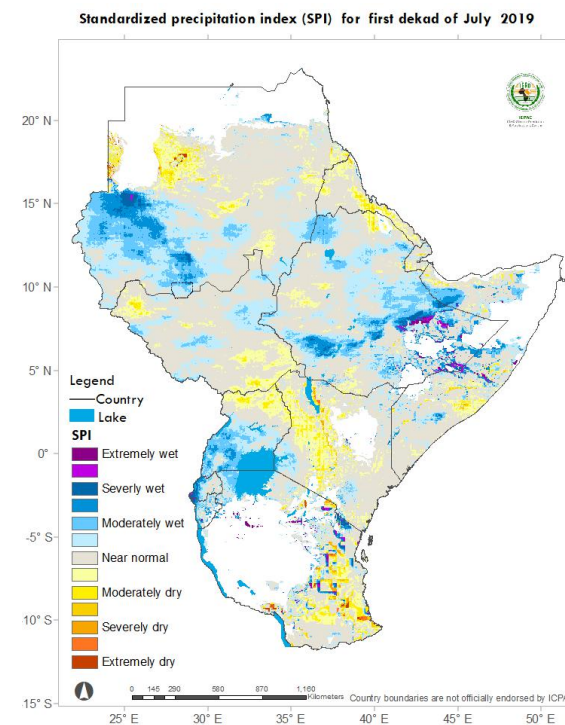 Standardized precipitation index (SPI) for first dekad of July 2019
IGAD
ICPAC
20° N
15° N
10° N
5° N
0°
-5° S
10° S
15° S
Legend
Country
Lake
SPI
Extremely wet
Severly wet
Moderately wet
Near normal
Moderately dry
Severely dry
Extremely dry
0 145 290 580 870 1,160
Kilometers
Country boundaries are not officially endorsed by ICPA
25° E 30° E 35° E 40° E 45° E 50 E